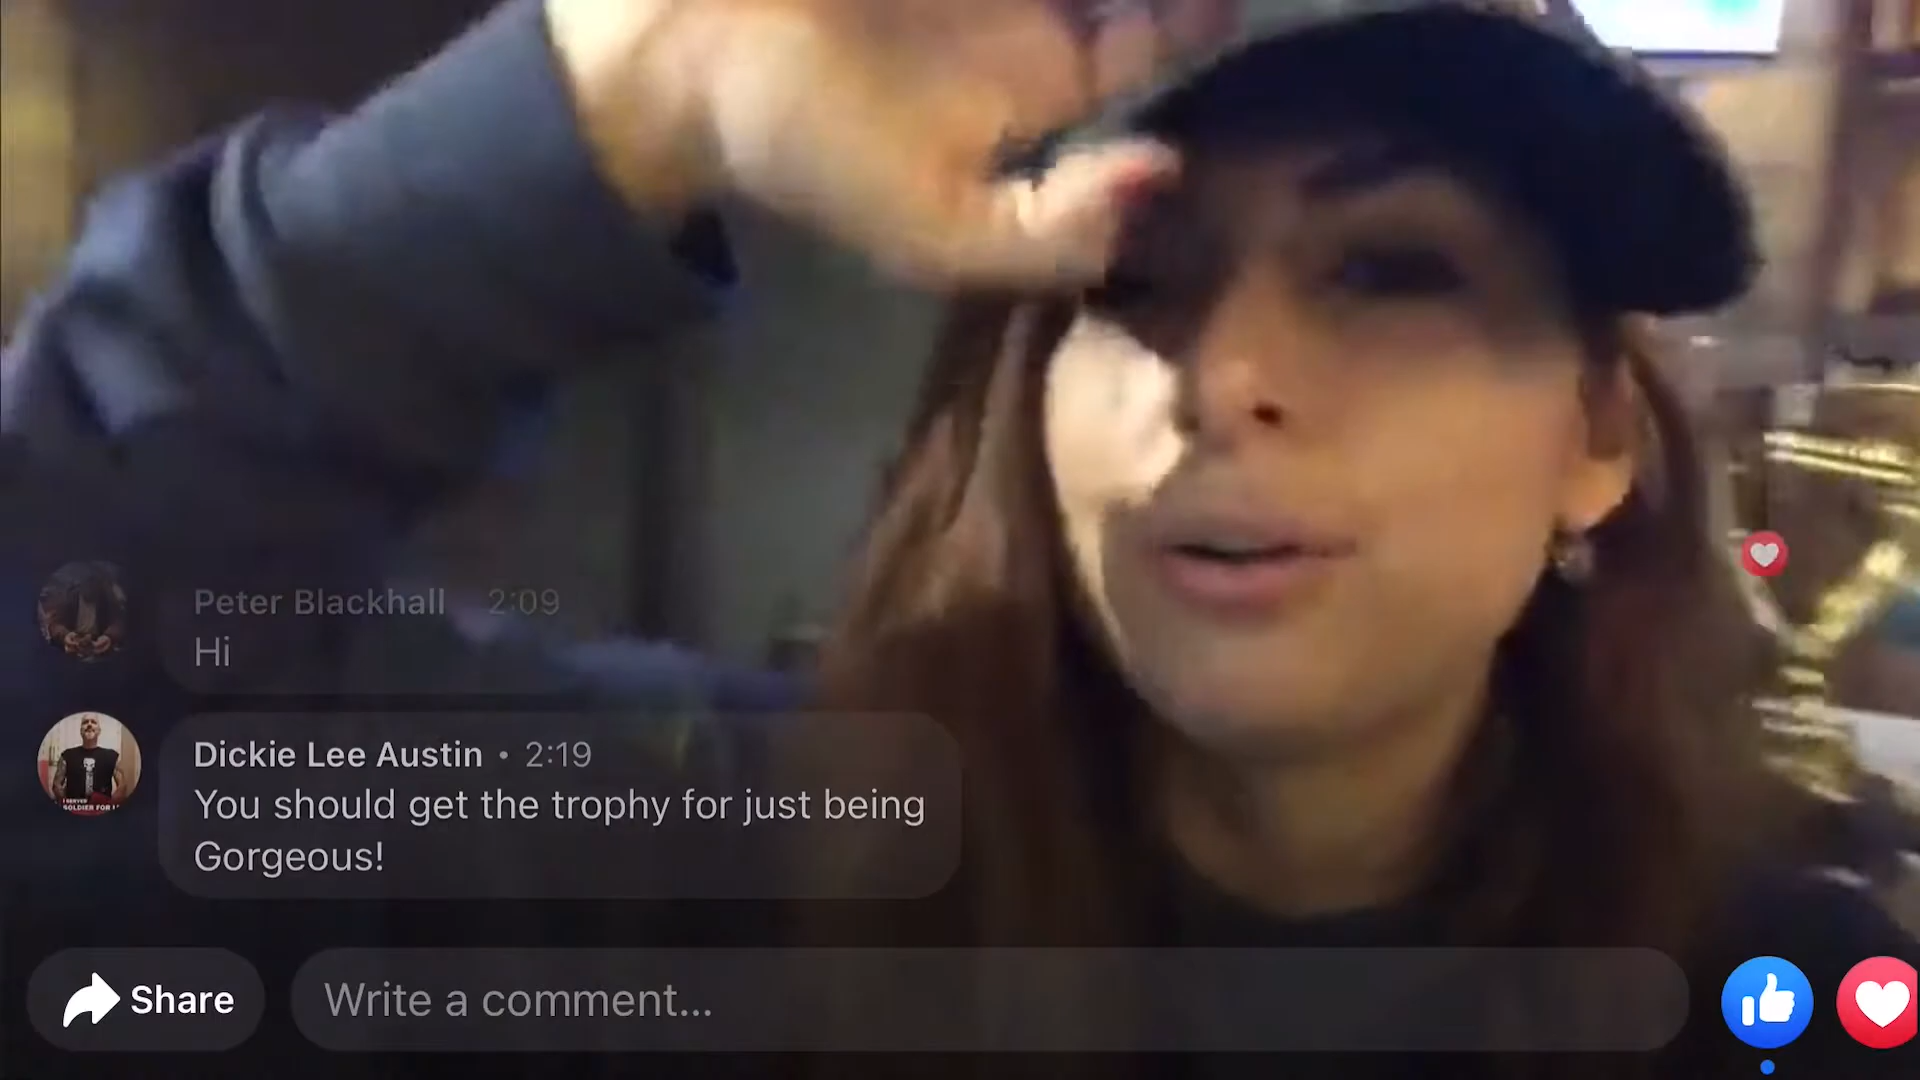 Peter Blackhall 2:09
Hi
Dickie Lee Austin • 2:19
You should get the trophy for just being
Gorgeous!
Share
Write a comment...